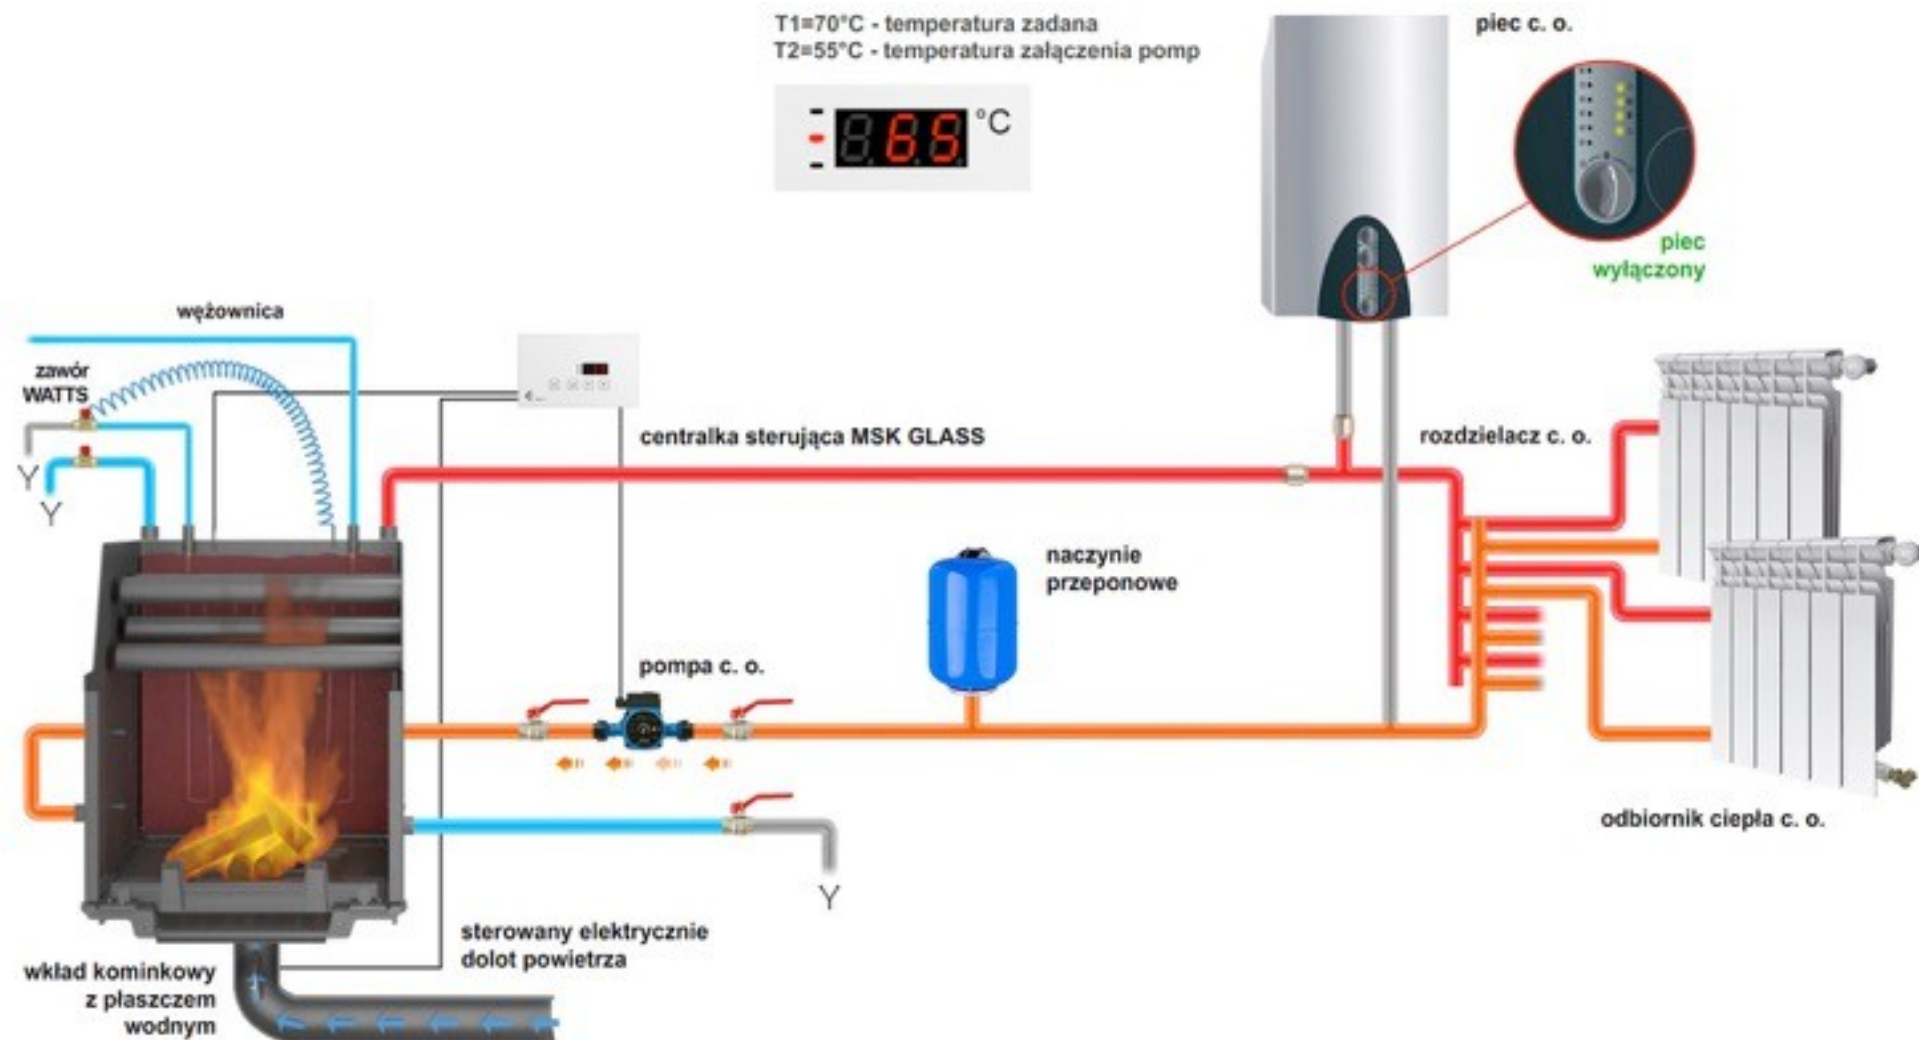 T1=70°C - temperatura zadana
T2=55°C - temperatura załączenia pomp
65 °C
piec c. o.
piec
wyłączony
wężownica
zawór
WATTS
Y
Y
centralka sterująca MSK GLASS
rozdzielacz c. o.
naczynie
przeponowe
pompa c. o.
odbiornik ciepła c. o.
Y
sterowany elektrycznie
dolot powietrza
wkład kominkowy
z płaszczem
wodnym